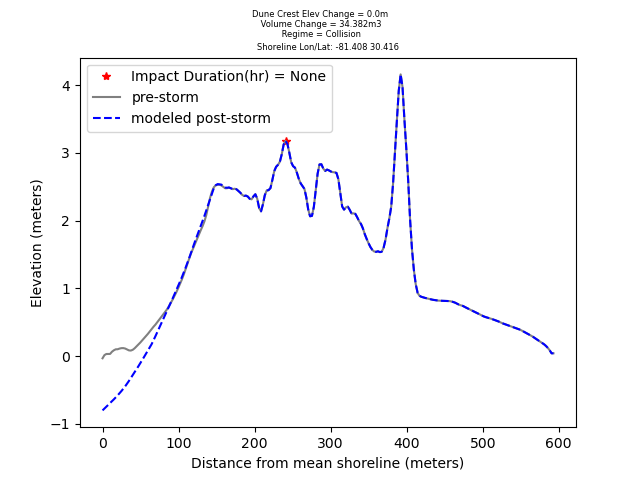 Dune Crest Elev Change = 0.0m
Volume Change = 34.382m3
Regime = Collision
Shoreline Lon/Lat: -81.408 30.416
Impact Duration(hr) = None
pre-storm
modeled post-storm
Elevation (meters)
4
3
2
1
0
−1
0 100 200 300 400 500 600
Distance from mean shoreline (meters)